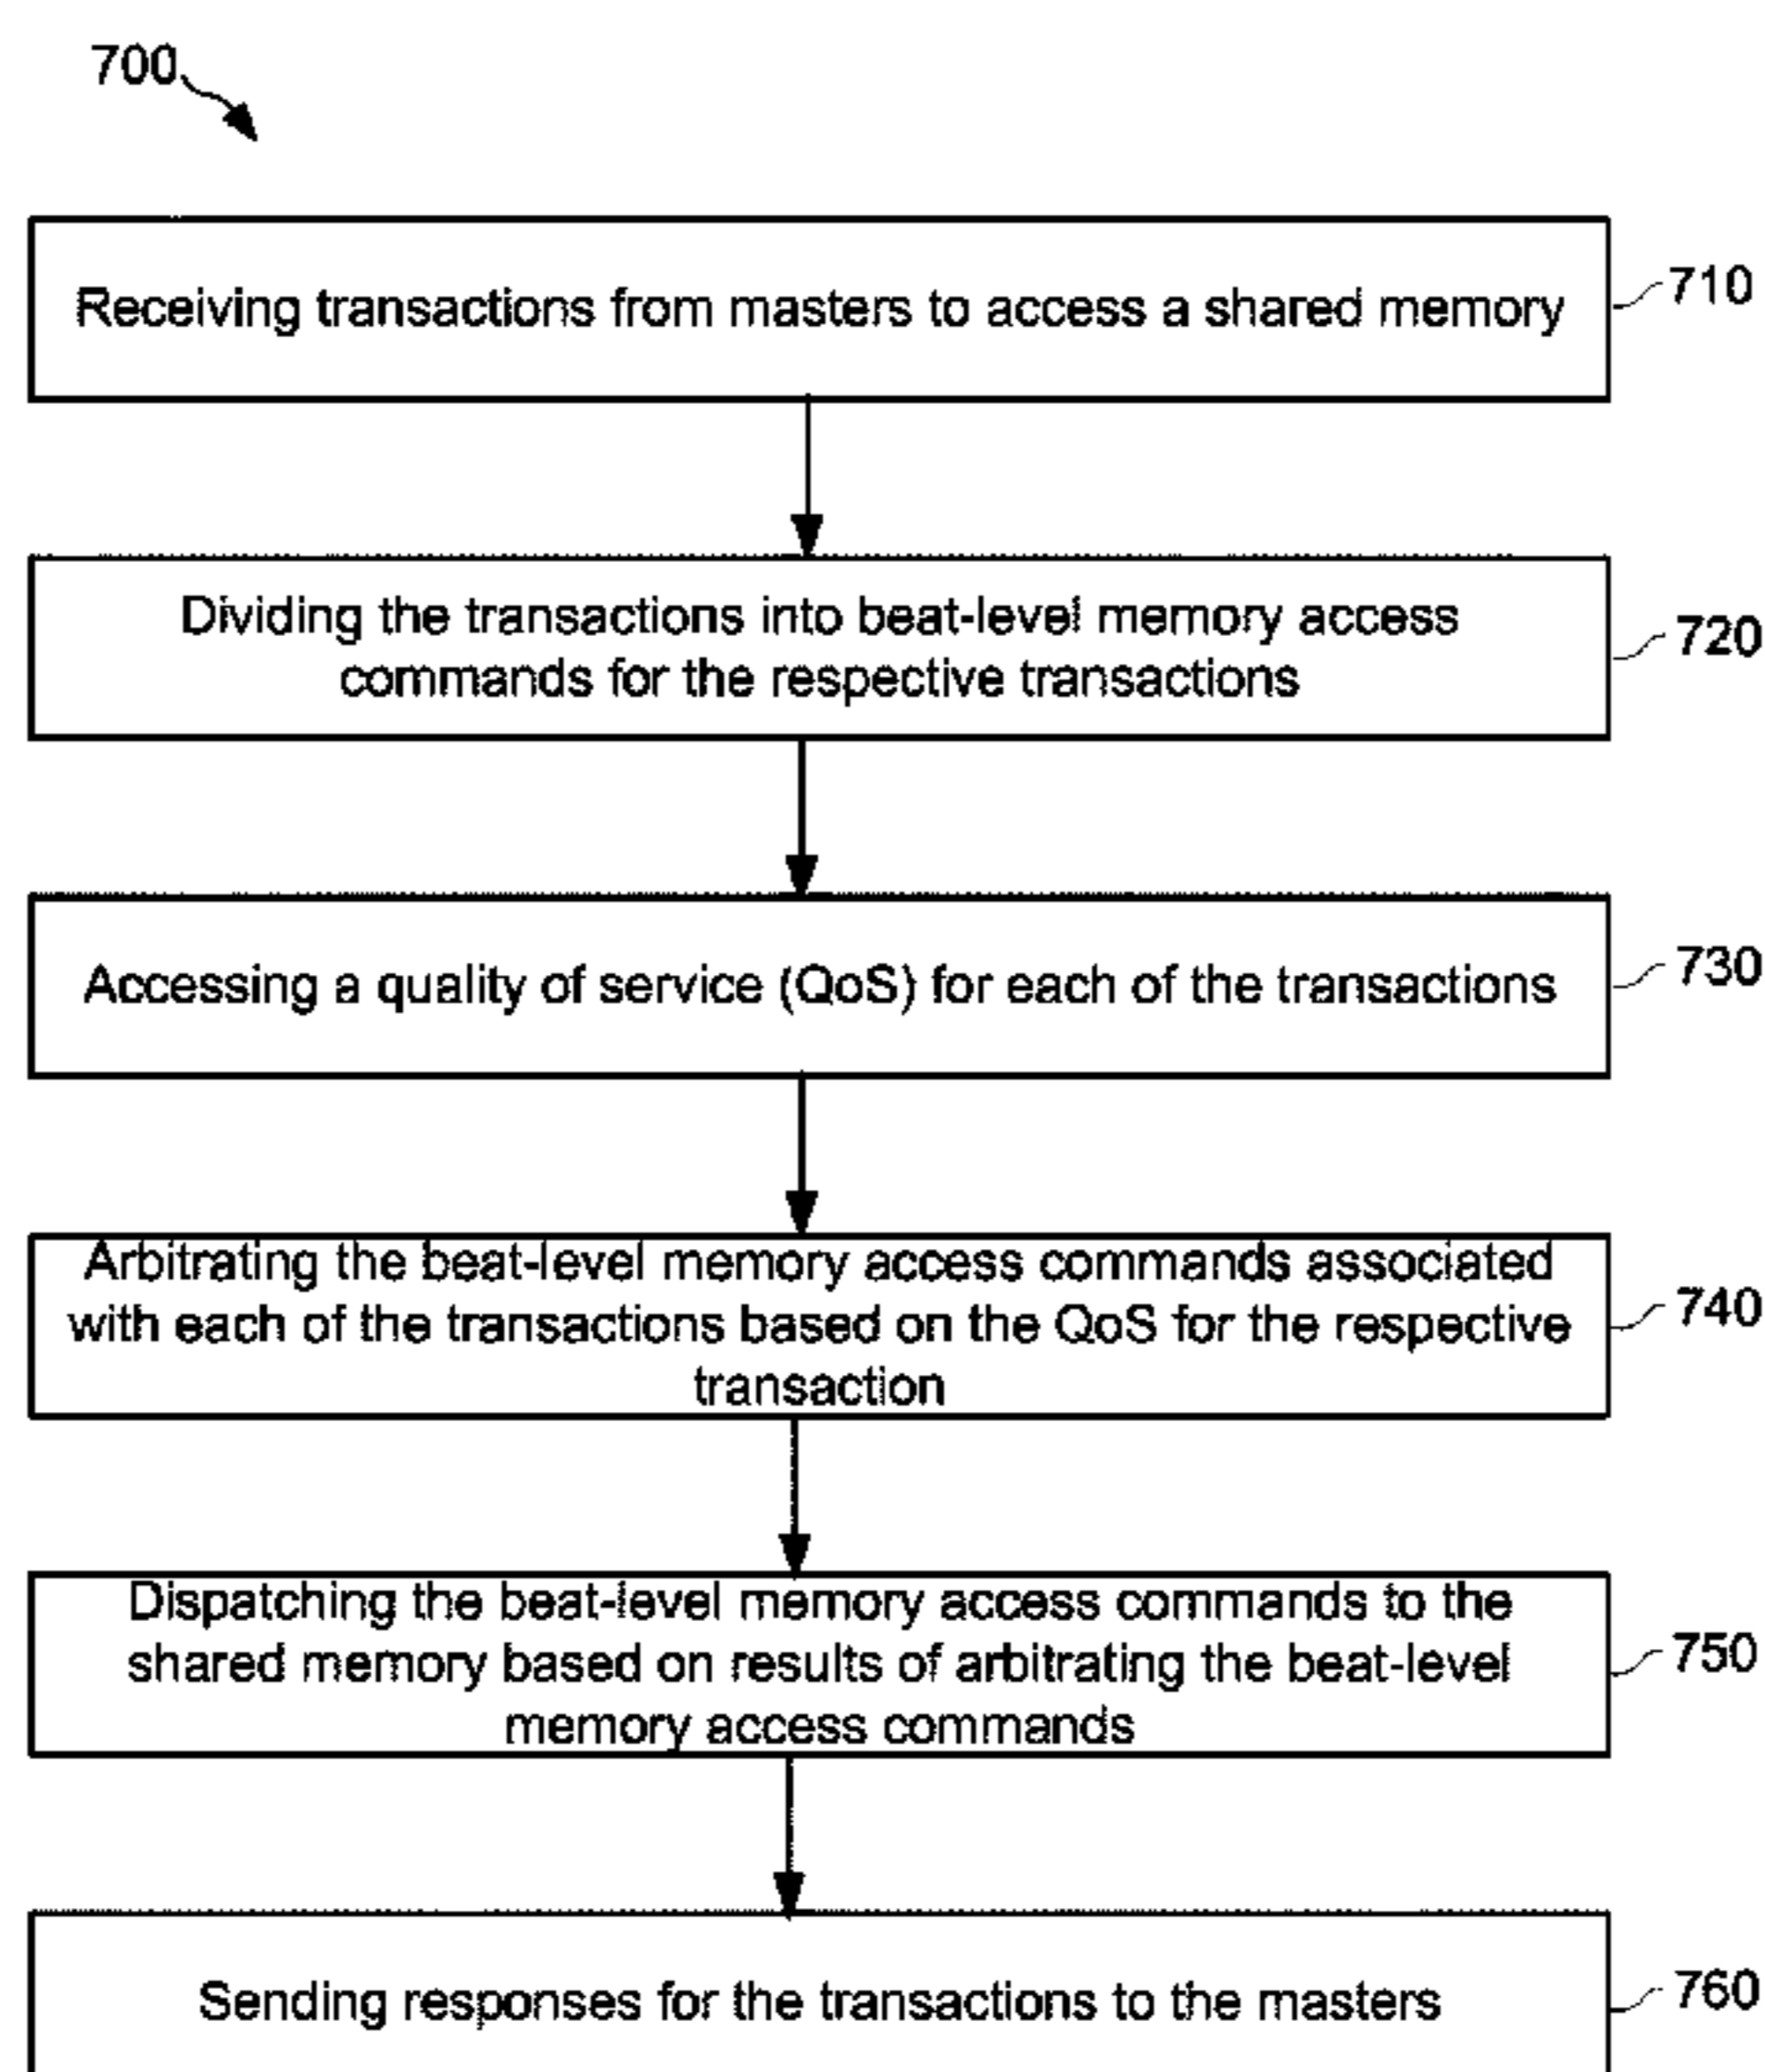 700
Receiving transactions from masters to access a shared memory
710
Dividing the transactions into beat-level memory access
commands for the respective transactions
720
Accessing a quality of service (QoS) for each of the transactions
730
Arbitrating the beat-level memory access commands associated
with each of the transactions based on the QoS for the respective
transaction
740
Dispatching the beat-level memory access commands to the
shared memory based on results of arbitrating the beat-level
memory access commands
750
Sending responses for the transactions to the masters
760